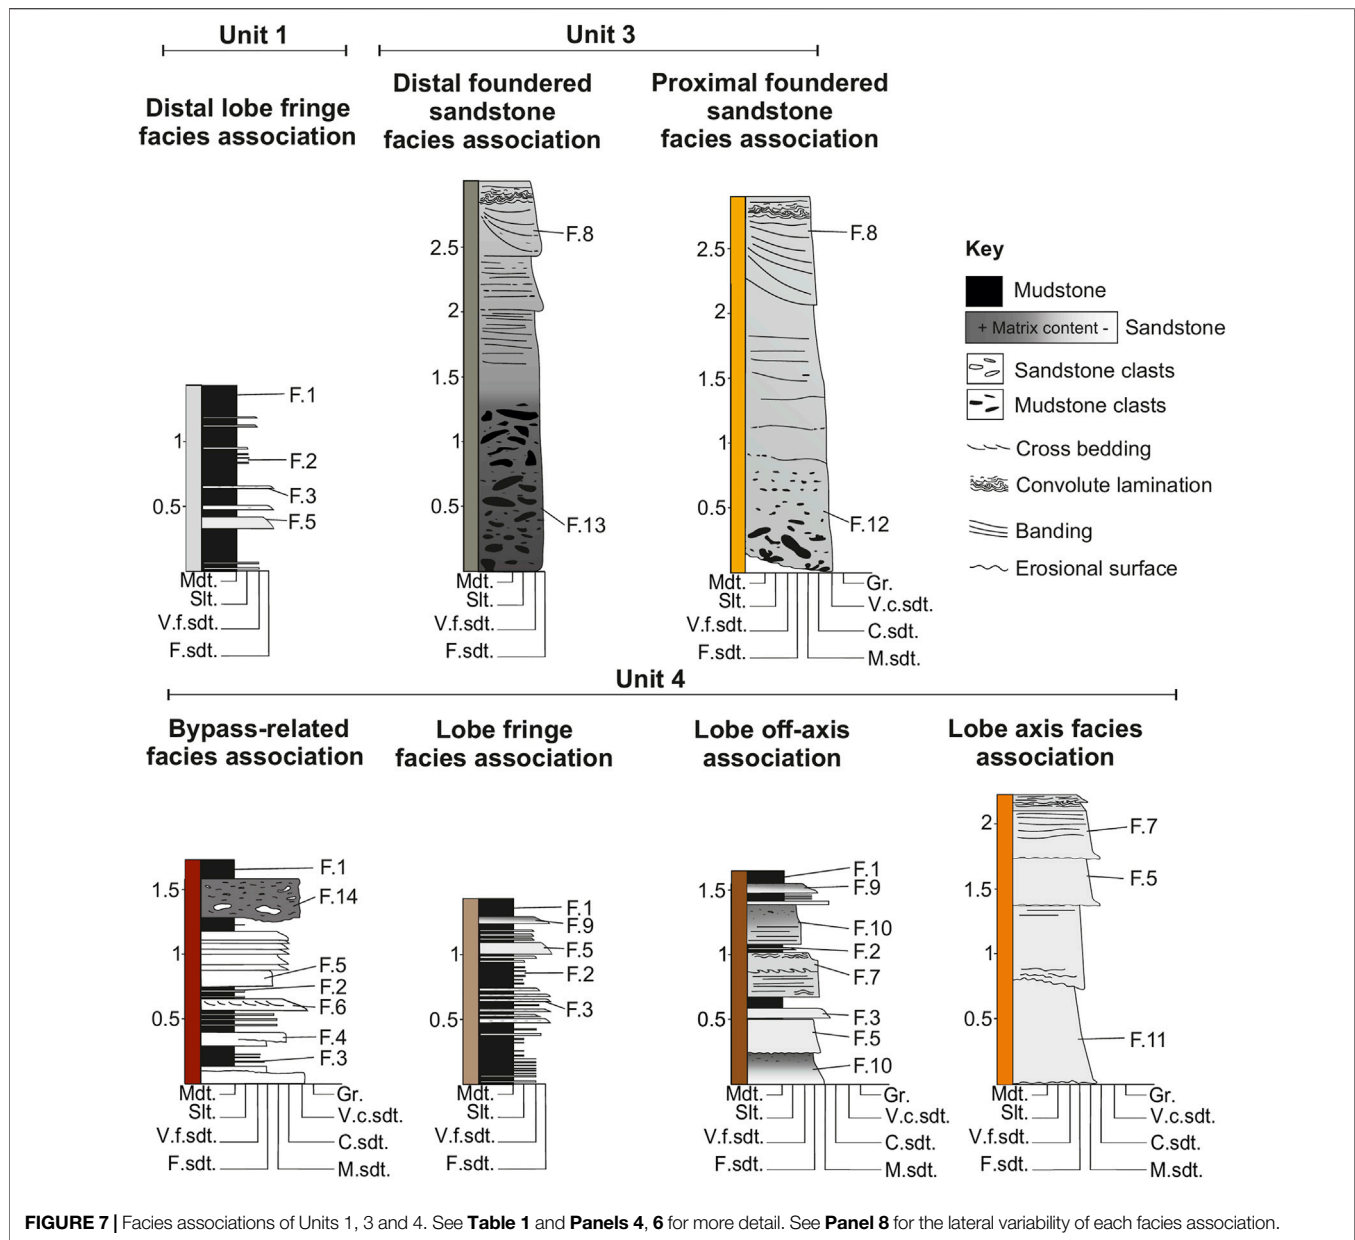 Unit 1
Unit 3
Distal lobe fringe
facies association
Distal foundered
sandstone
facies association
Proximal foundered
sandstone
facies association
F.1
F.2
F.3
F.5
1
0.5
Mdt.
Slt.
V.f.sdt.
F.sdt.
F.8
F.13
2.5
2
1.5
1
0.5
Mdt.
Slt.
V.f.sdt.
F.sdt.
F.8
F.12
2.5
2
1.5
1
0.5
Mdt.
Slt.
V.f.sdt.
F.sdt.
Gr.
V.c.sdt.
C.sdt.
M.sdt.
Key
Mudstone
+ Matrix content - Sandstone
Sandstone clasts
Mudstone clasts
Cross bedding
Convolute lamination
Banding
Erosional surface
Unit 4
Bypass-related
facies association
Lobe fringe
facies association
Lobe off-axis
association
Lobe axis facies
association
F.1
F.14
F.5
F.2
F.6
F.4
F.3
1.5
1
0.5
Mdt.
Slt.
V.f.sdt.
F.sdt.
Gr.
V.c.sdt.
C.sdt.
M.sdt.
F.1
F.9
F.5
F.2
F.3
1
0.5
Mdt.
Slt.
V.f.sdt.
F.sdt.
F.1
F.9
F.10
F.2
F.7
F.3
F.5
F.10
1.5
1
0.5
Mdt.
Slt.
V.f.sdt.
F.sdt.
Gr.
V.c.sdt.
C.sdt.
M.sdt.
F.7
F.5
F.11
2
1.5
1
0.5
Mdt.
Slt.
V.f.sdt.
F.sdt.
Gr.
V.c.sdt.
C.sdt.
M.sdt.
FIGURE 7 | Facies associations of Units 1, 3 and 4. See Table 1 and Panels 4, 6 for more detail. See Panel 8 for the lateral variability of each facies association.